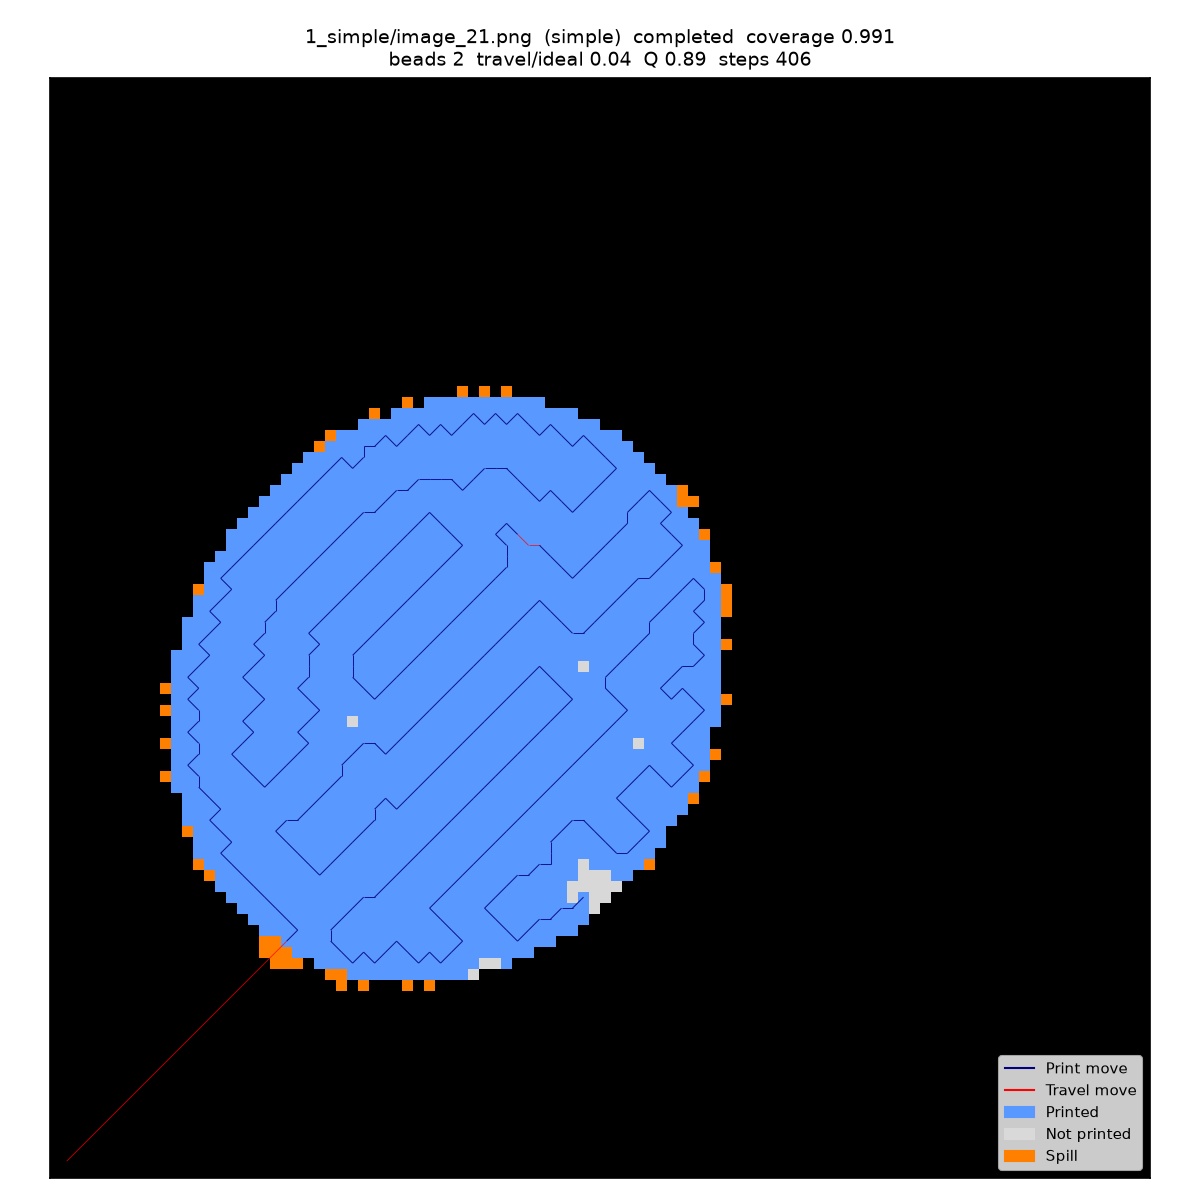 1_simple/image_21.png  (simple)  completed  coverage 0.991
beads 2  travel/ideal 0.04  Q 0.89  steps 406
Print move
Travel move
Printed
Not printed
Spill